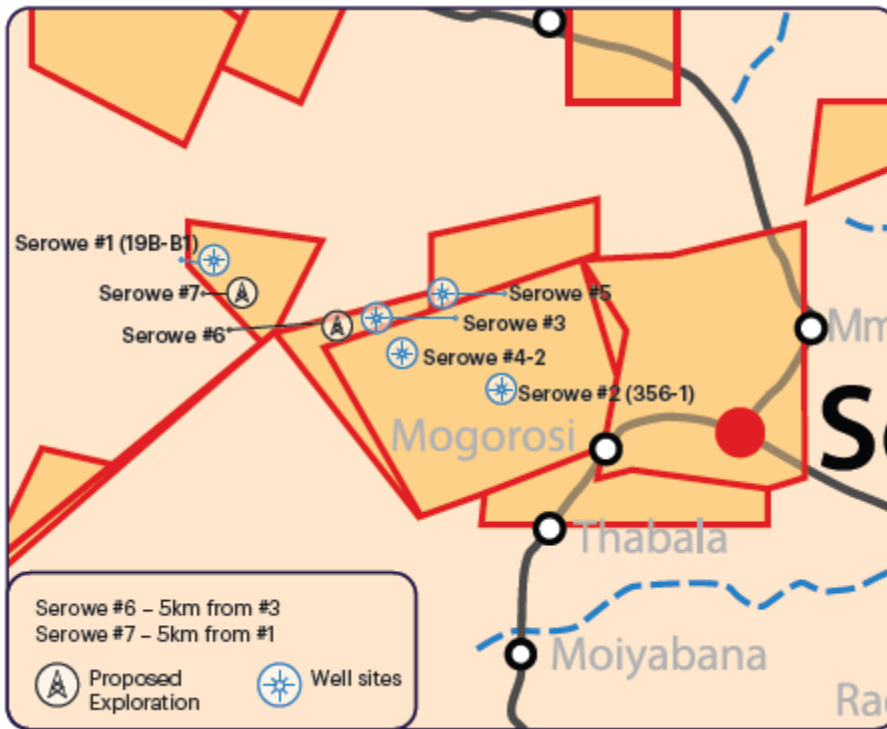 Serowe #1 (19B-B1)
Serowe #7
Serowe #5
Serowe #6
Serowe #3
Serowe #4-2
Serowe #2 (356-1)
Mogorosi
Thabala
Moiyabana
Serowe #6 – 5km from #3
Serowe #7 – 5km from #1
Proposed
Exploration
Well sites